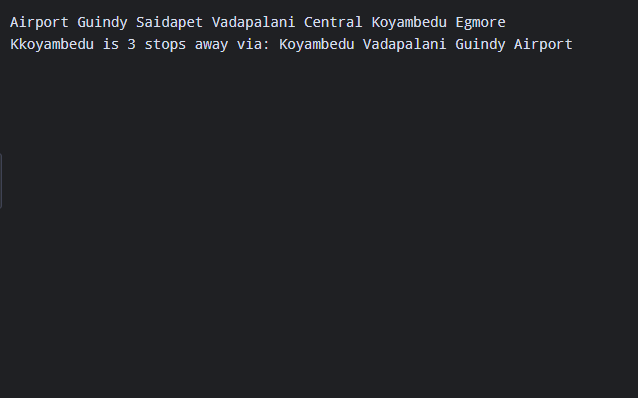 Airport Guindy Saidapet Vadapalani Central Koyambedu Egmore
Kkoyambedu is 3 stops away via: Koyambedu Vadapalani Guindy Airport